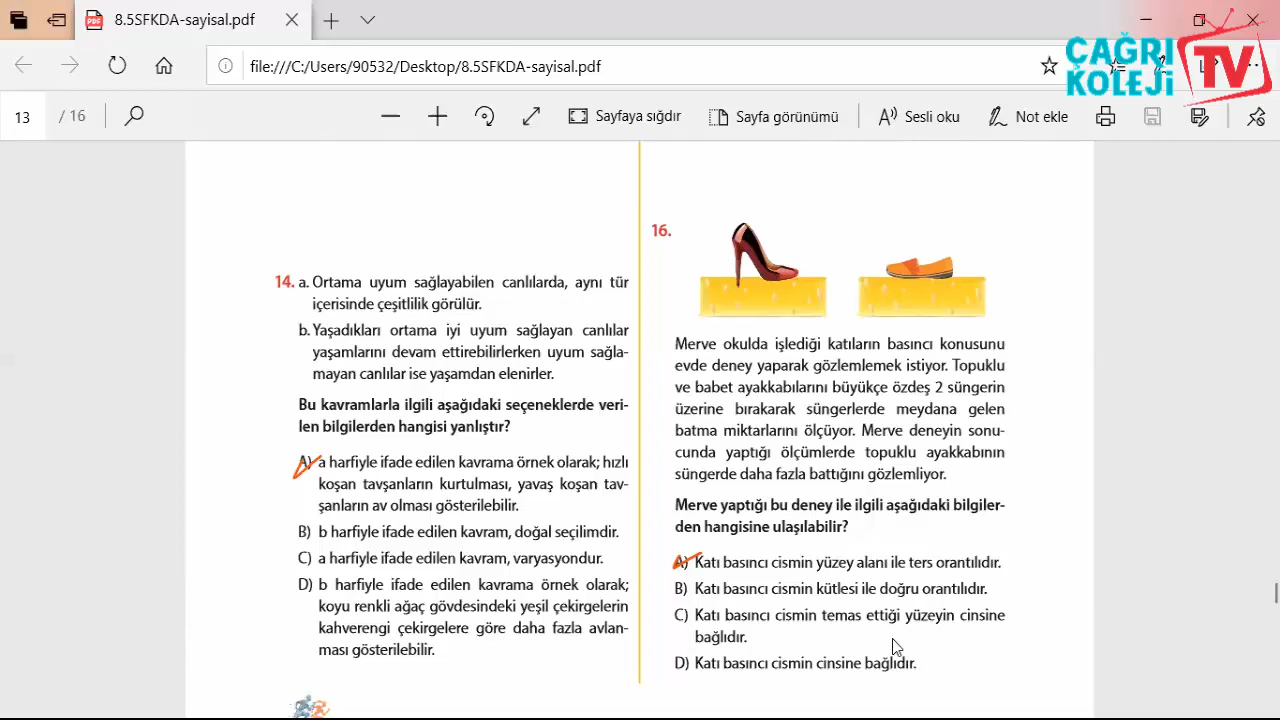 8.5SFKDA-sayisal.pdf
file:///C:/Users/90532/Desktop/8.5SFKDA-sayisal.pdf
ÇAĞRI
KOLEJİ
TV
13 / 16
Sayfaya sığdır
Sayfa görünümü
Sesli oku
Not ekle
14. a. Ortama uyum sağlayabilen canlılarda, aynı tür
içerisinde çeşitlilik görülür.
b. Yaşadıkları ortama iyi uyum sağlayan canlılar
yaşamlarını devam ettirebilirlerken uyum sağla-
mayan canlılar ise yaşamdan elenirler.
Bu kavramlarla ilgili aşağıdaki seçeneklerde veri-
len bilgilerden hangisi yanlıştır?
A) a harfiyle ifade edilen kavrama örnek olarak; hızlı
koşan tavşanların kurtulması, yavaş koşan tav-
şanların av olması gösterilebilir.
B) b harfiyle ifade edilen kavram, doğal seçilimdir.
C) a harfiyle ifade edilen kavram, varyasyondur.
D) b harfiyle ifade edilen kavrama örnek olarak;
koyu renkli ağaç gövdesindeki yeşil çekirgelerin
kahverengi çekirgelere göre daha fazla avlan-
ması gösterilebilir.
16.
Merve okulda işlediği katıların basıncı konusunu
evde deney yaparak gözlemlemek istiyor. Topuklu
ve babet ayakkabılarını büyükçe özdeş 2 süngerin
üzerine bırakarak süngerlerde meydana gelen
batma miktarlarını ölçüyor. Merve deneyin sonu-
cunda yaptığı ölçümlerde topuklu ayakkabının
süngerde daha fazla battığını gözlemliyor.
Merve yaptığı bu deney ile ilgili aşağıdaki bilgiler-
den hangisine ulaşılabilir?
A) Katı basıncı cismin yüzey alanı ile ters orantılıdır.
B) Katı basıncı cismin kütlesi ile doğru orantılıdır.
C) Katı basıncı cismin temas ettiği yüzeyin cinsine
bağlıdır.
D) Katı basıncı cismin cinsine bağlıdır.